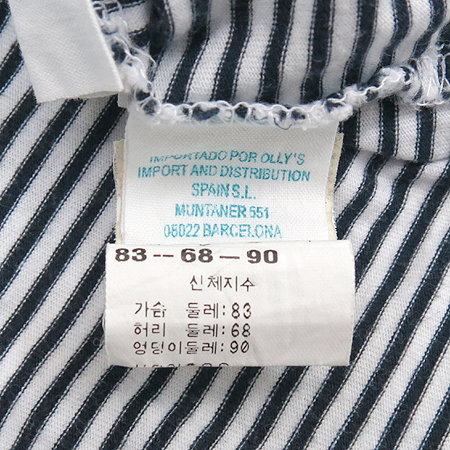 IMPORTADO POR OLLY'S
IMPORT AND DISTRIBUTION
SPAIN S.L.
MUNTANER 551
08022 BARCELONA
83--68-90
신체지수
가슴 둘레:83
허리 둘레:68
엉덩이둘레:90